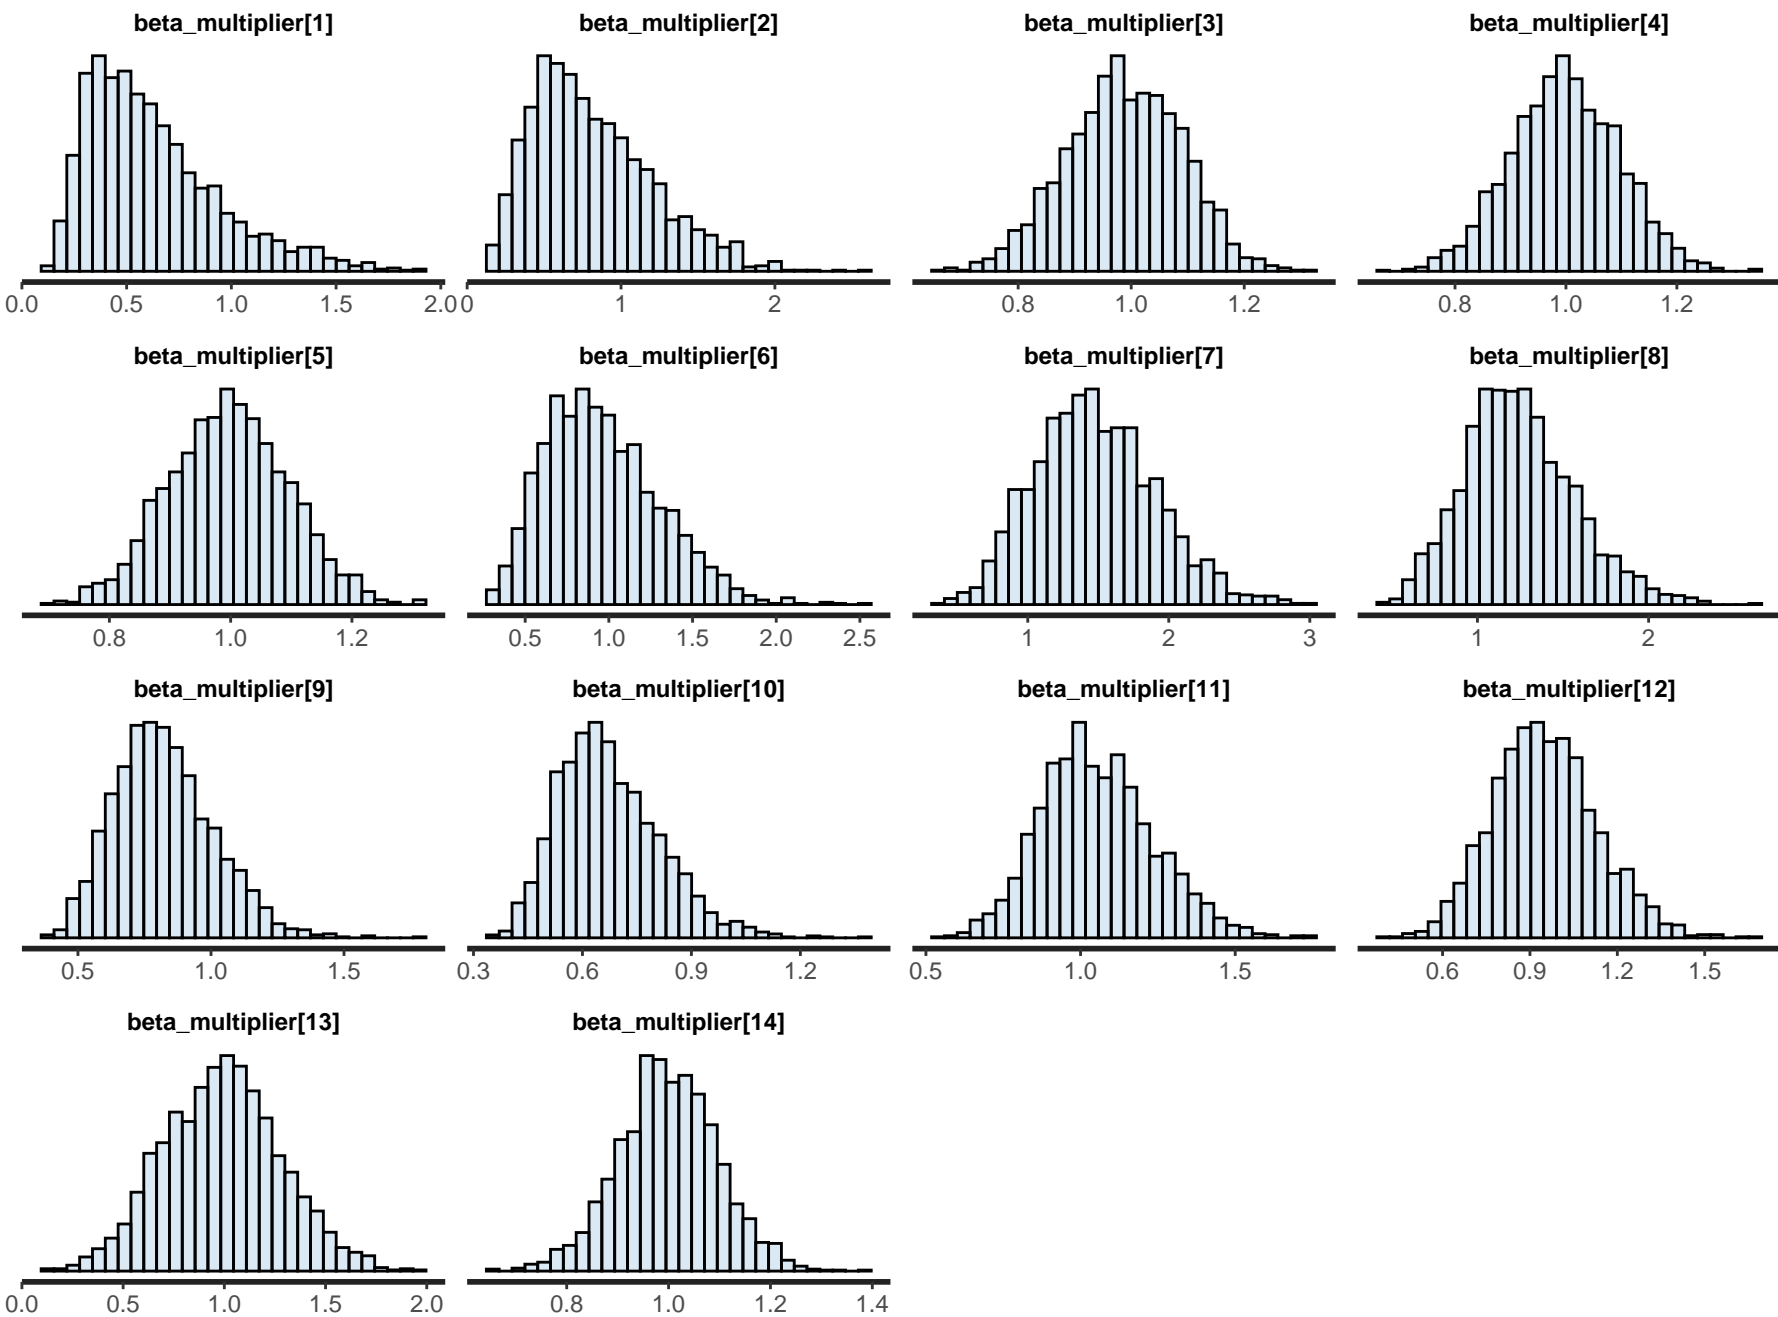 beta_multiplier[1] beta_multiplier[2] beta_multiplier[3] beta_multiplier[4]
0.0 0.5 1.0 1.5 2.0 0 1 2 0.8 1.0 1.2 0.8 1.0 1.2
beta_multiplier[5] beta_multiplier[6] beta_multiplier[7] beta_multiplier[8]
0.8 1.0 1.2 0.5 1.0 1.5 2.0 2.5 1 2 3 1 2
beta_multiplier[9] beta_multiplier[10] beta_multiplier[11] beta_multiplier[12]
0.5 1.0 1.5 0.3 0.6 0.9 1.2 0.5 1.0 1.5 0.6 0.9 1.2 1.5
beta_multiplier[13] beta_multiplier[14]
0.0 0.5 1.0 1.5 2.0 0.8 1.0 1.2 1.4